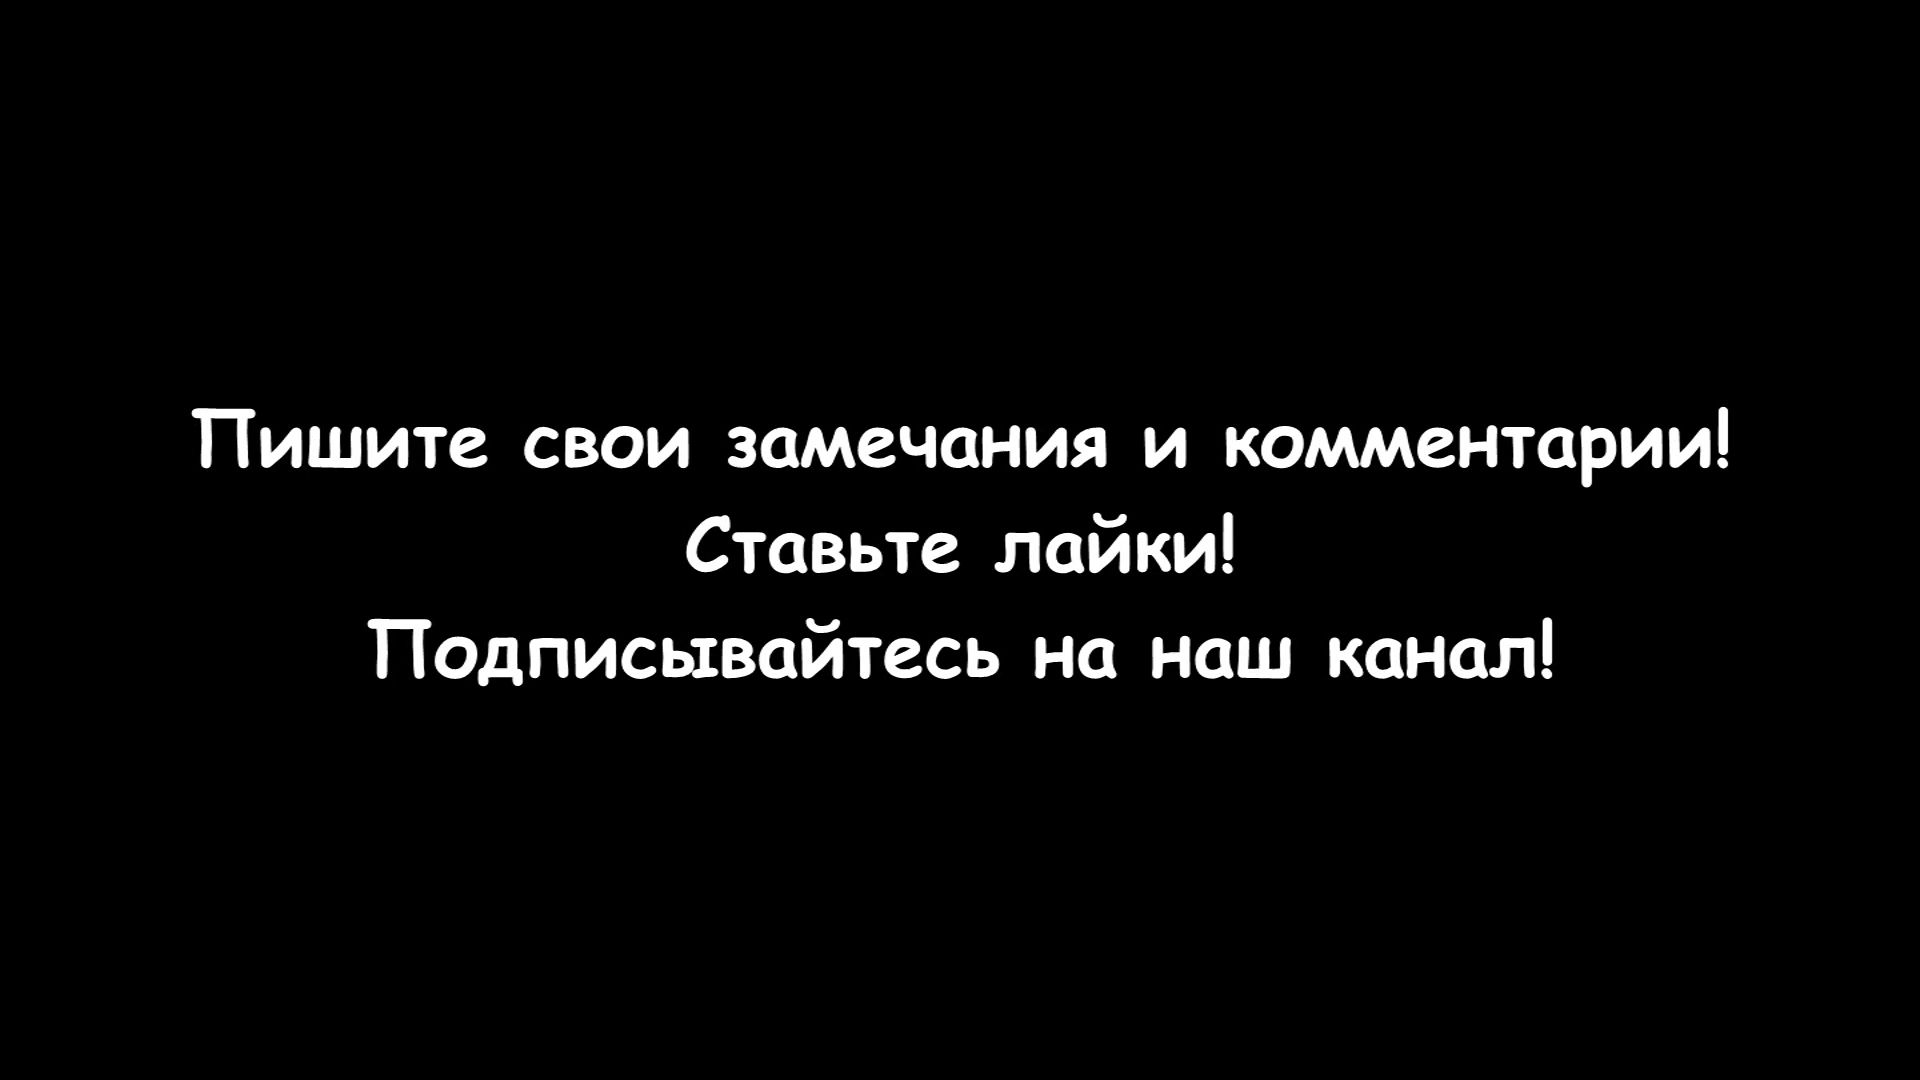 Пишите свои замечания и комментарии!
Ставьте лайки!
Подписывайтесь на наш канал!